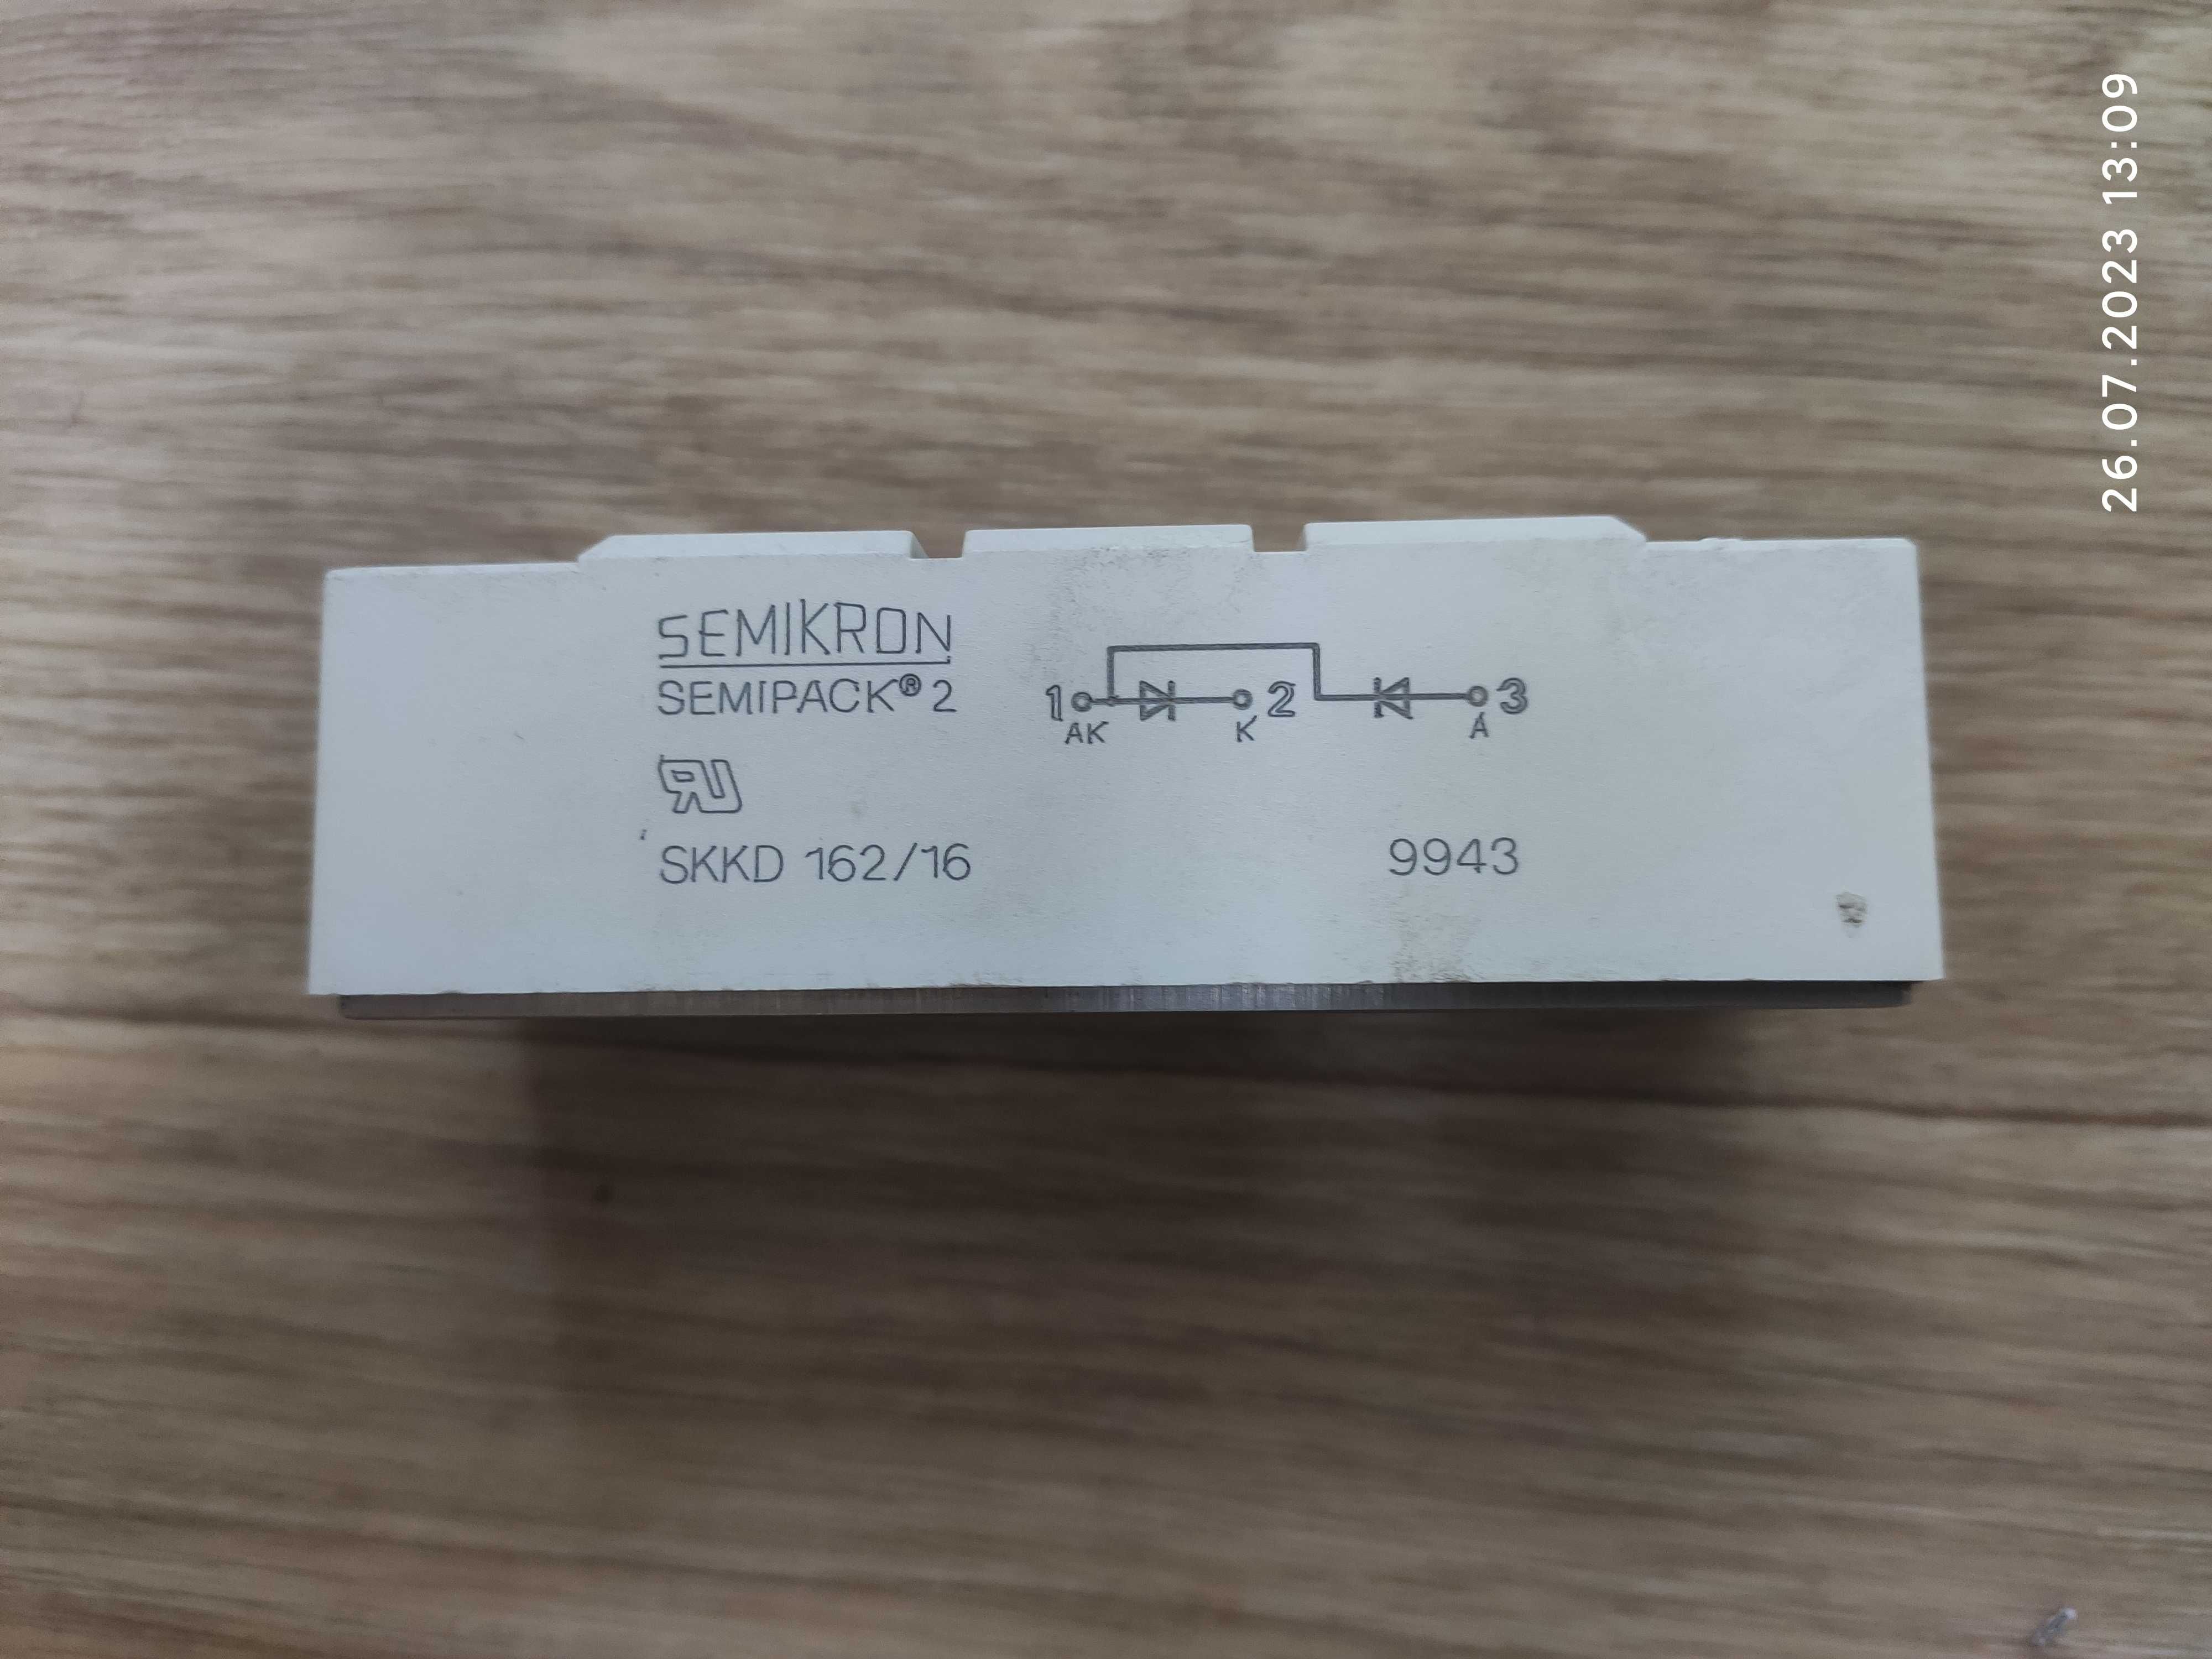 SEMIKRON
SEMIPACK® 2
1 2 3
AK K A
SKKD 162/16 9943
26.07.2023 13:09